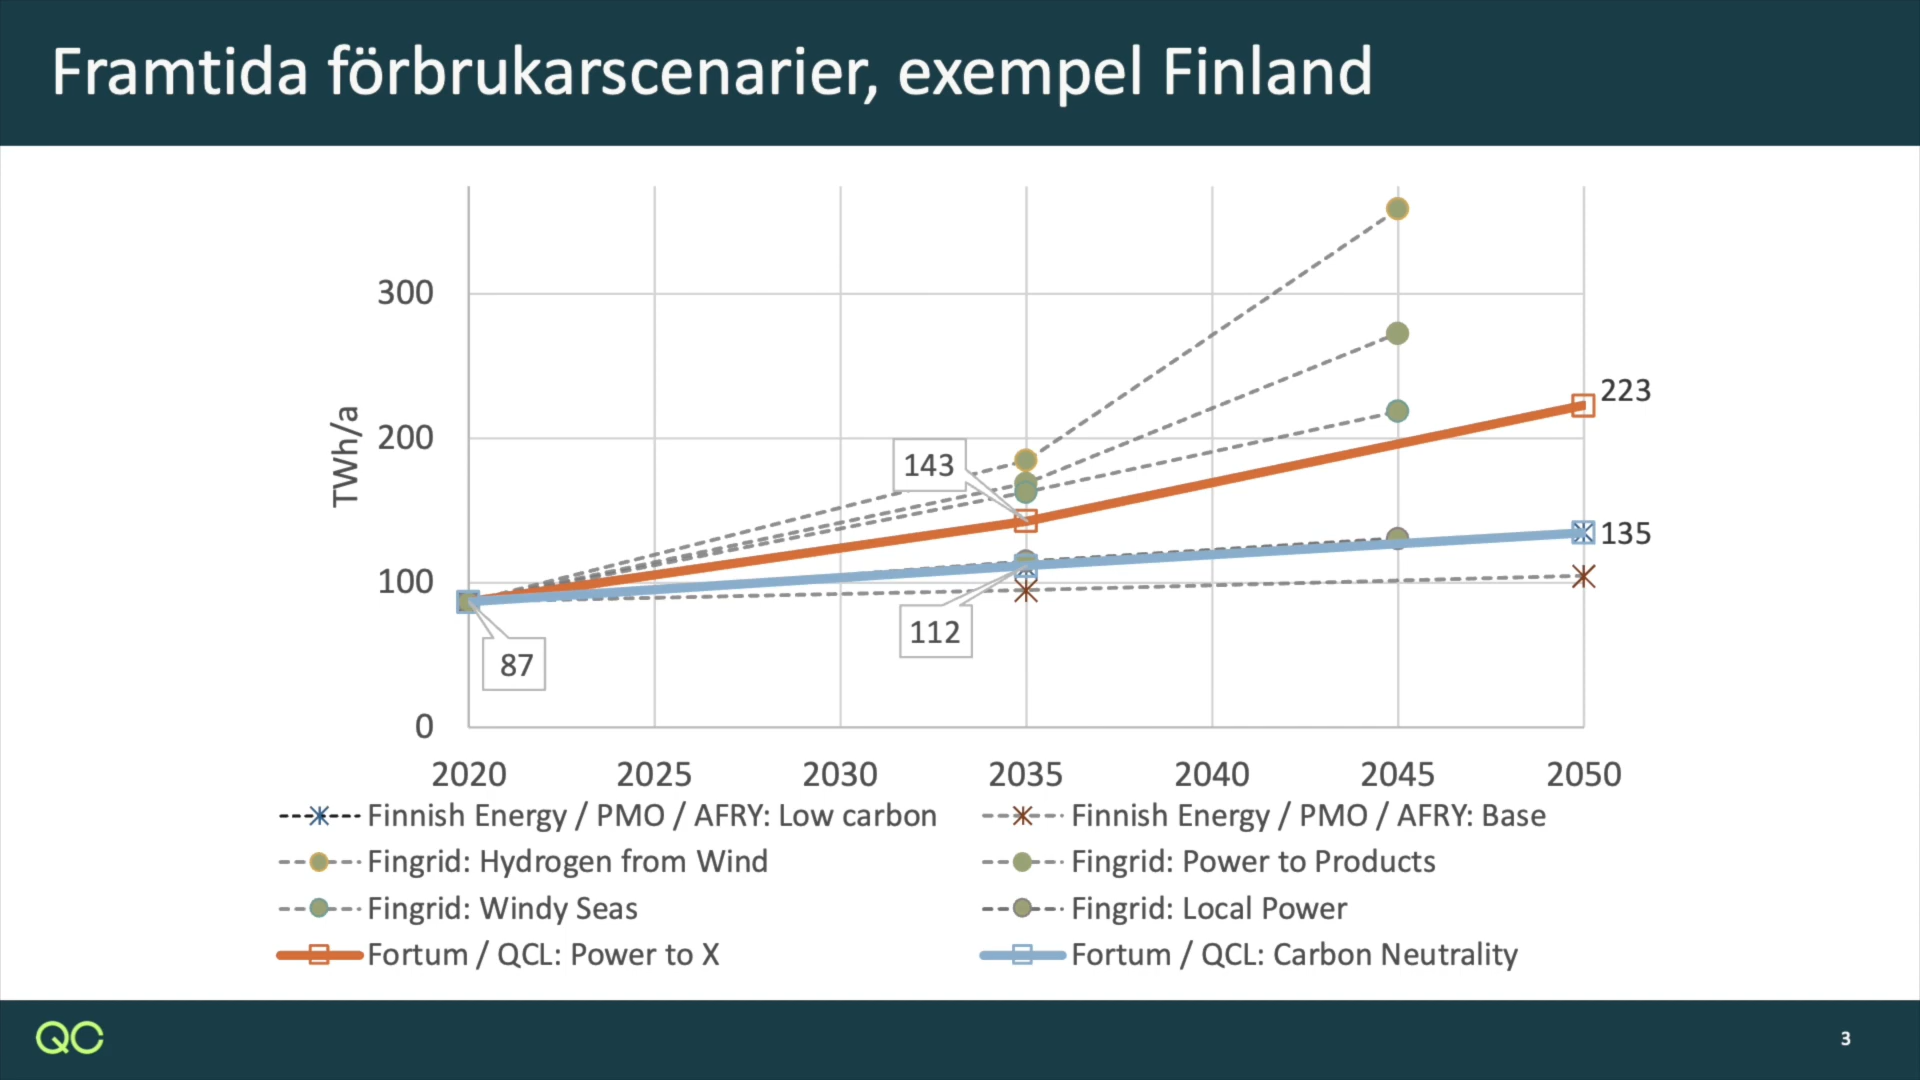 Framtida förbrukarscenarier, exempel Finland
300
200
100
0
TWh/a
223
143
135
112
87
2020 2025 2030 2035 2040 2045 2050
Finnish Energy / PMO / AFRY: Low carbon
Finnish Energy / PMO / AFRY: Base
Fingrid: Hydrogen from Wind
Fingrid: Power to Products
Fingrid: Windy Seas
Fingrid: Local Power
Fortum / QCL: Power to X
Fortum / QCL: Carbon Neutrality
QC
3